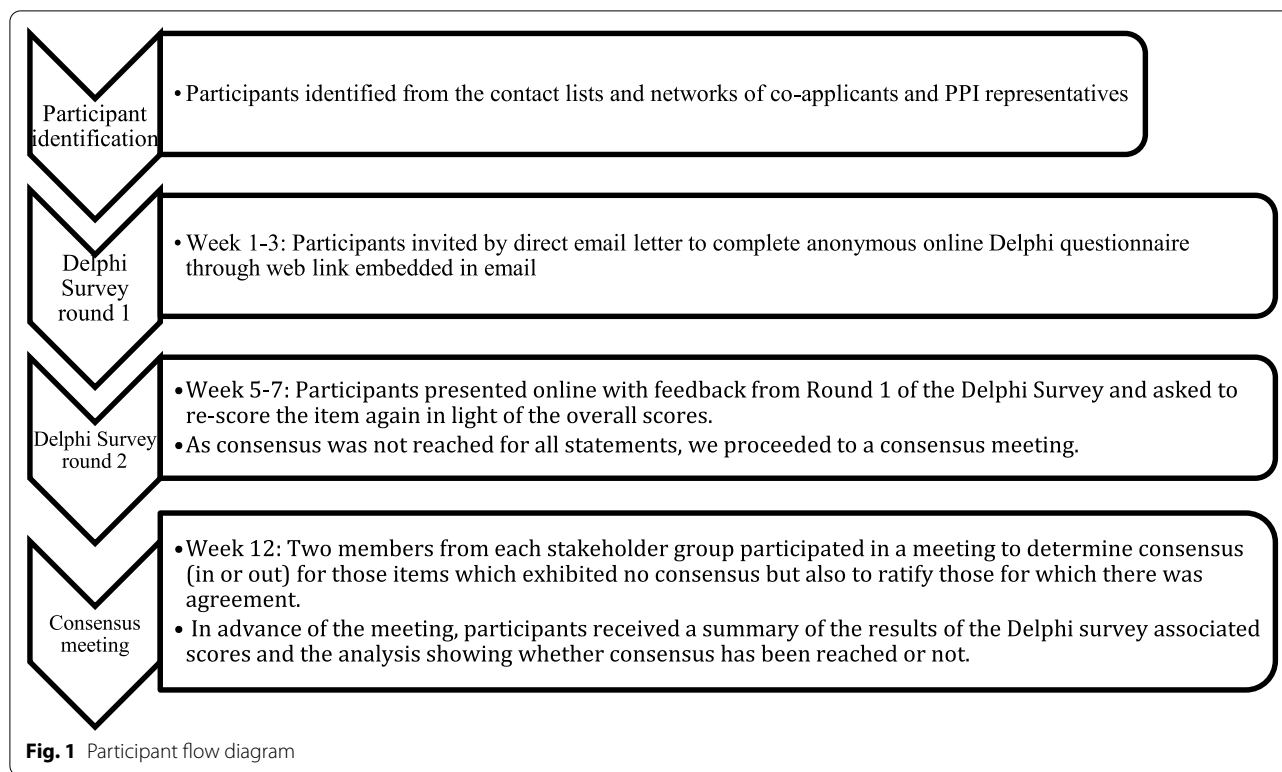 Participant
identification
• Participants identified from the contact lists and networks of co-applicants and PPI representatives
Delphi
Survey
round 1
• Week 1-3: Participants invited by direct email letter to complete anonymous online Delphi questionnaire
through web link embedded in email
Delphi Survey
round 2
•Week 5-7: Participants presented online with feedback from Round 1 of the Delphi Survey and asked to
re-score the item again in light of the overall scores.
•As consensus was not reached for all statements, we proceeded to a consensus meeting.
Consensus
meeting
•Week 12: Two members from each stakeholder group participated in a meeting to determine consensus
(in or out) for those items which exhibited no consensus but also to ratify those for which there was
agreement.
• In advance of the meeting, participants received a summary of the results of the Delphi survey associated
scores and the analysis showing whether consensus has been reached or not.
Fig. 1 Participant flow diagram